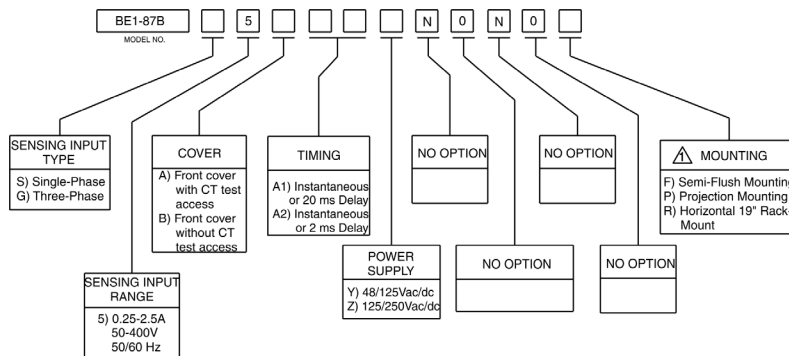 BE1-87B 5 N 0 N 0
MODEL NO.
SENSING INPUT
TYPE
S) Single-Phase
G) Three-Phase
COVER
A) Front cover
with CT test
access
B) Front cover
without CT
test access
TIMING
A1) Instantaneous
or 20 ms Delay
A2) Instantaneous
or 2 ms Delay
NO OPTION
NO OPTION
1 MOUNTING
F) Semi-Flush Mounting
P) Projection Mounting
R) Horizontal 19" Rack-
Mount
SENSING INPUT
RANGE
5) 0.25-2.5A
50-400V
50/60 Hz
POWER
SUPPLY
Y) 48/125Vac/dc
Z) 125/250Vac/dc
NO OPTION
NO OPTION